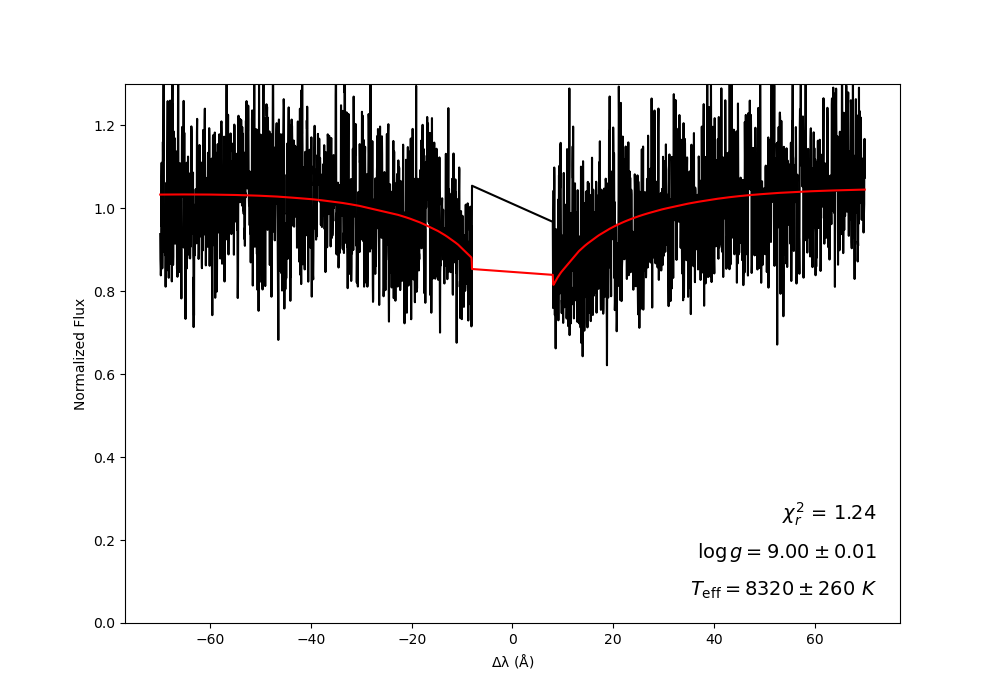 Normalized Flux
1.2
1.0
0.8
0.6
0.4
0.2
0.0
χ²ᵣ = 1.24
log g = 9.00 ± 0.01
T_eff = 8320 ± 260 K
−60 −40 −20 0 20 40 60
Δλ (Å)